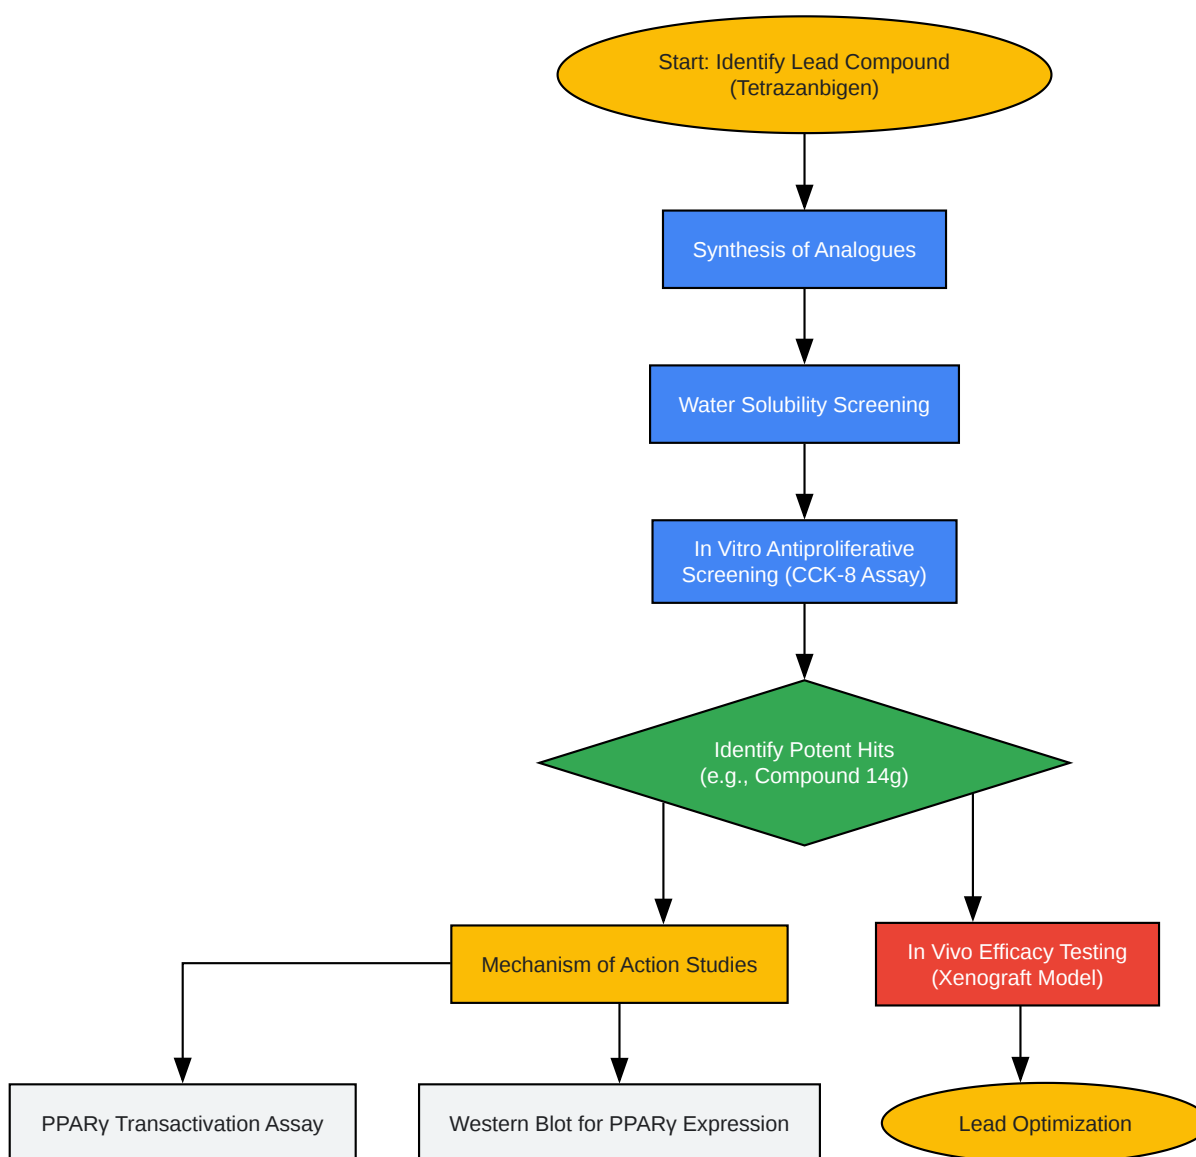 Start: Identify Lead Compound
(Tetrazanbigen)
Synthesis of Analogues
Water Solubility Screening
In Vitro Antiproliferative
Screening (CCK-8 Assay)
Identify Potent Hits
(e.g., Compound 14g)
Mechanism of Action Studies
In Vivo Efficacy Testing
(Xenograft Model)
PPARγ Transactivation Assay
Western Blot for PPARγ Expression
Lead Optimization